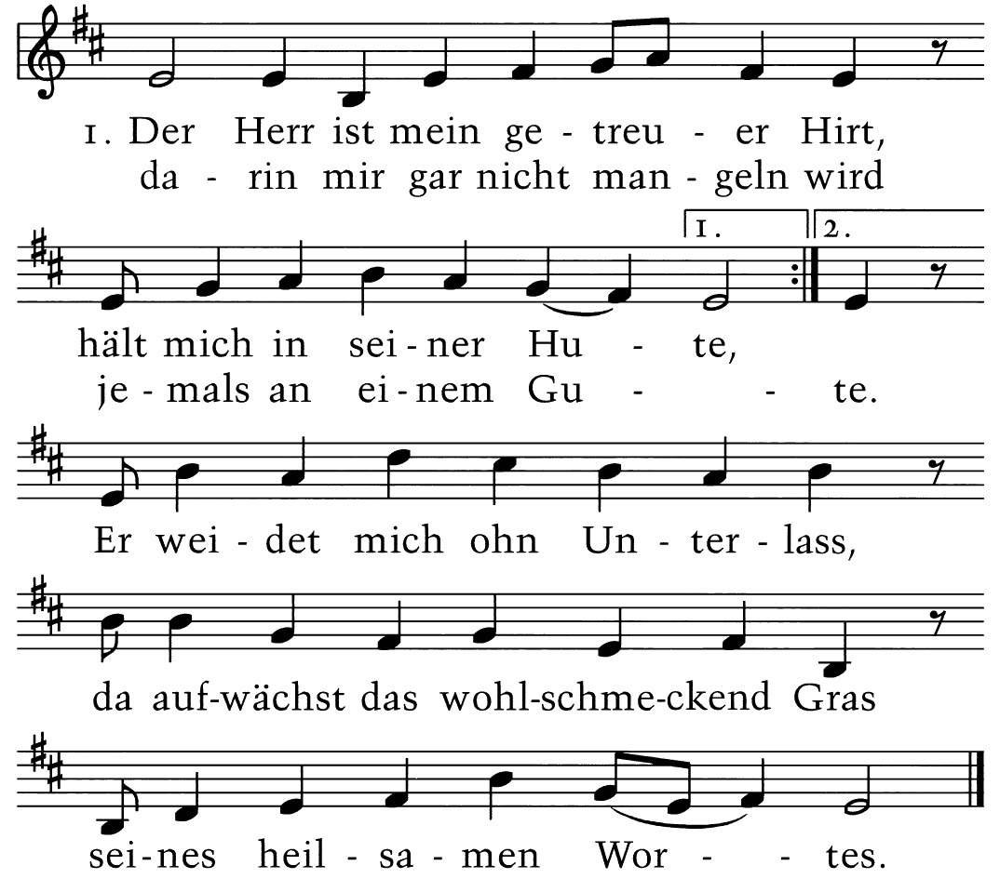 1. Der Herr ist mein ge - treu - er Hirt,
da - rin mir gar nicht man - geln wird
1. 2.
hält mich in sei - ner Hu - te,
je - mals an ei - nem Gu - - te.
Er wei - det mich ohn Un - ter - lass,
da auf-wächst das wohl-schme-ckend Gras
sei-nes heil - sa - men Wor - - tes.